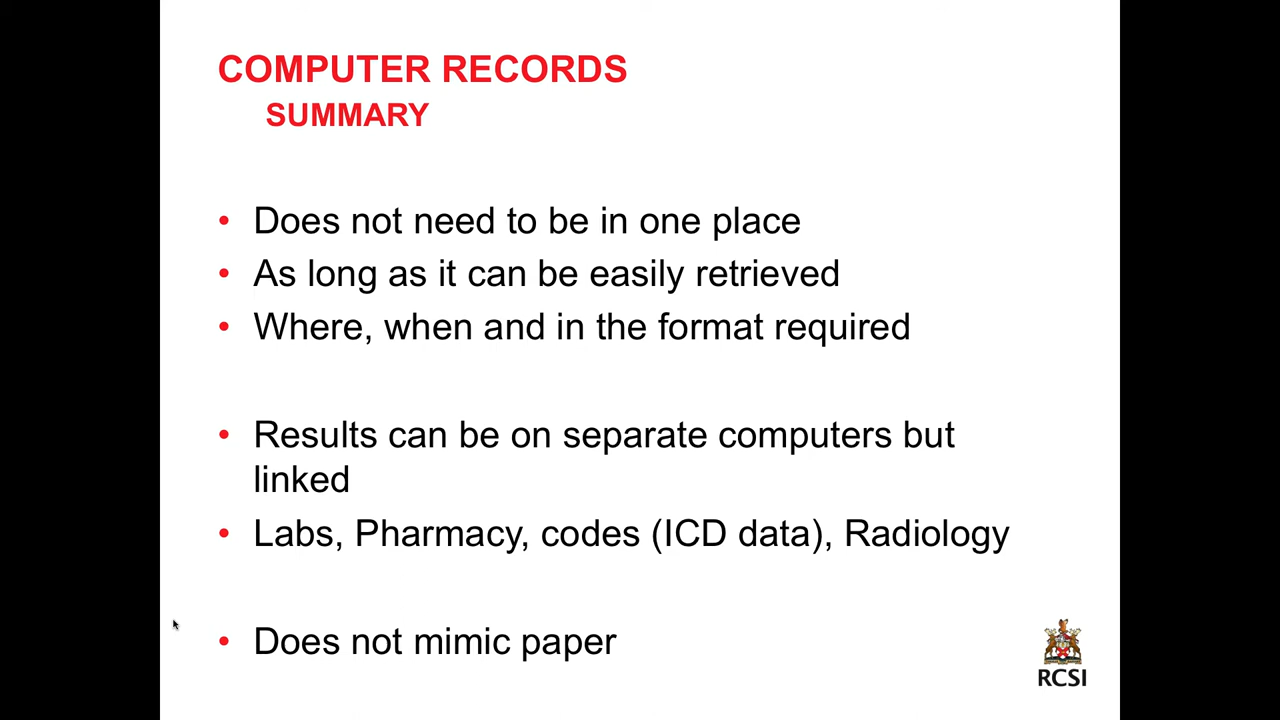 COMPUTER RECORDS
SUMMARY
• Does not need to be in one place
• As long as it can be easily retrieved
• Where, when and in the format required
• Results can be on separate computers but
linked
• Labs, Pharmacy, codes (ICD data), Radiology
• Does not mimic paper
RCSI